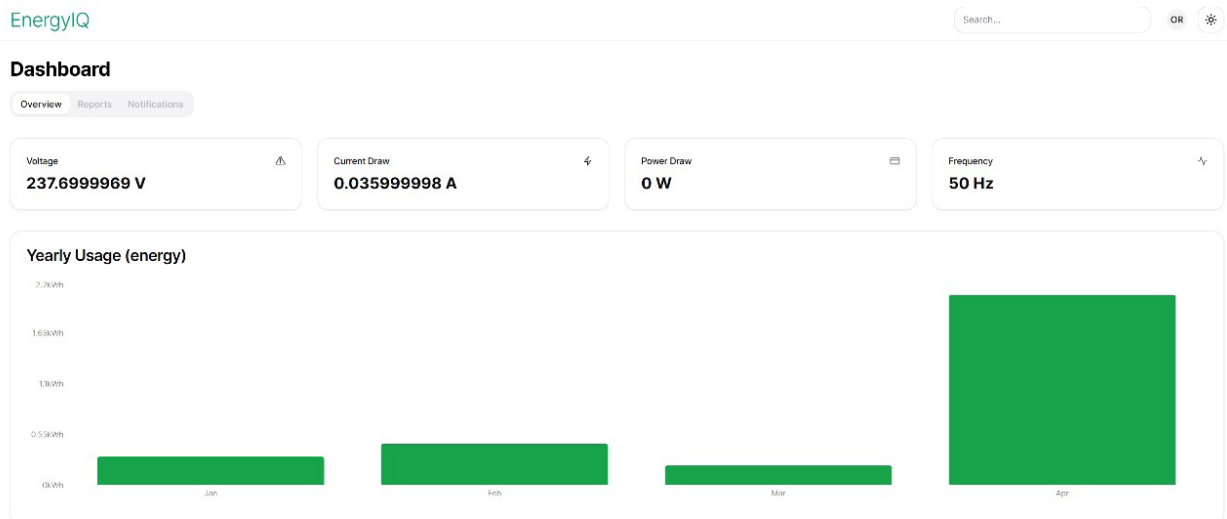 EnergyIQ
Search...
OR
Dashboard
Overview Reports Notifications
Voltage
237.6999969 V
Current Draw
0.035999998 A
Power Draw
0 W
Frequency
50 Hz
Yearly Usage (energy)
2.2kWh
1.65kWh
1.1kWh
0.55kWh
0kWh
Jan Feb Mar Apr